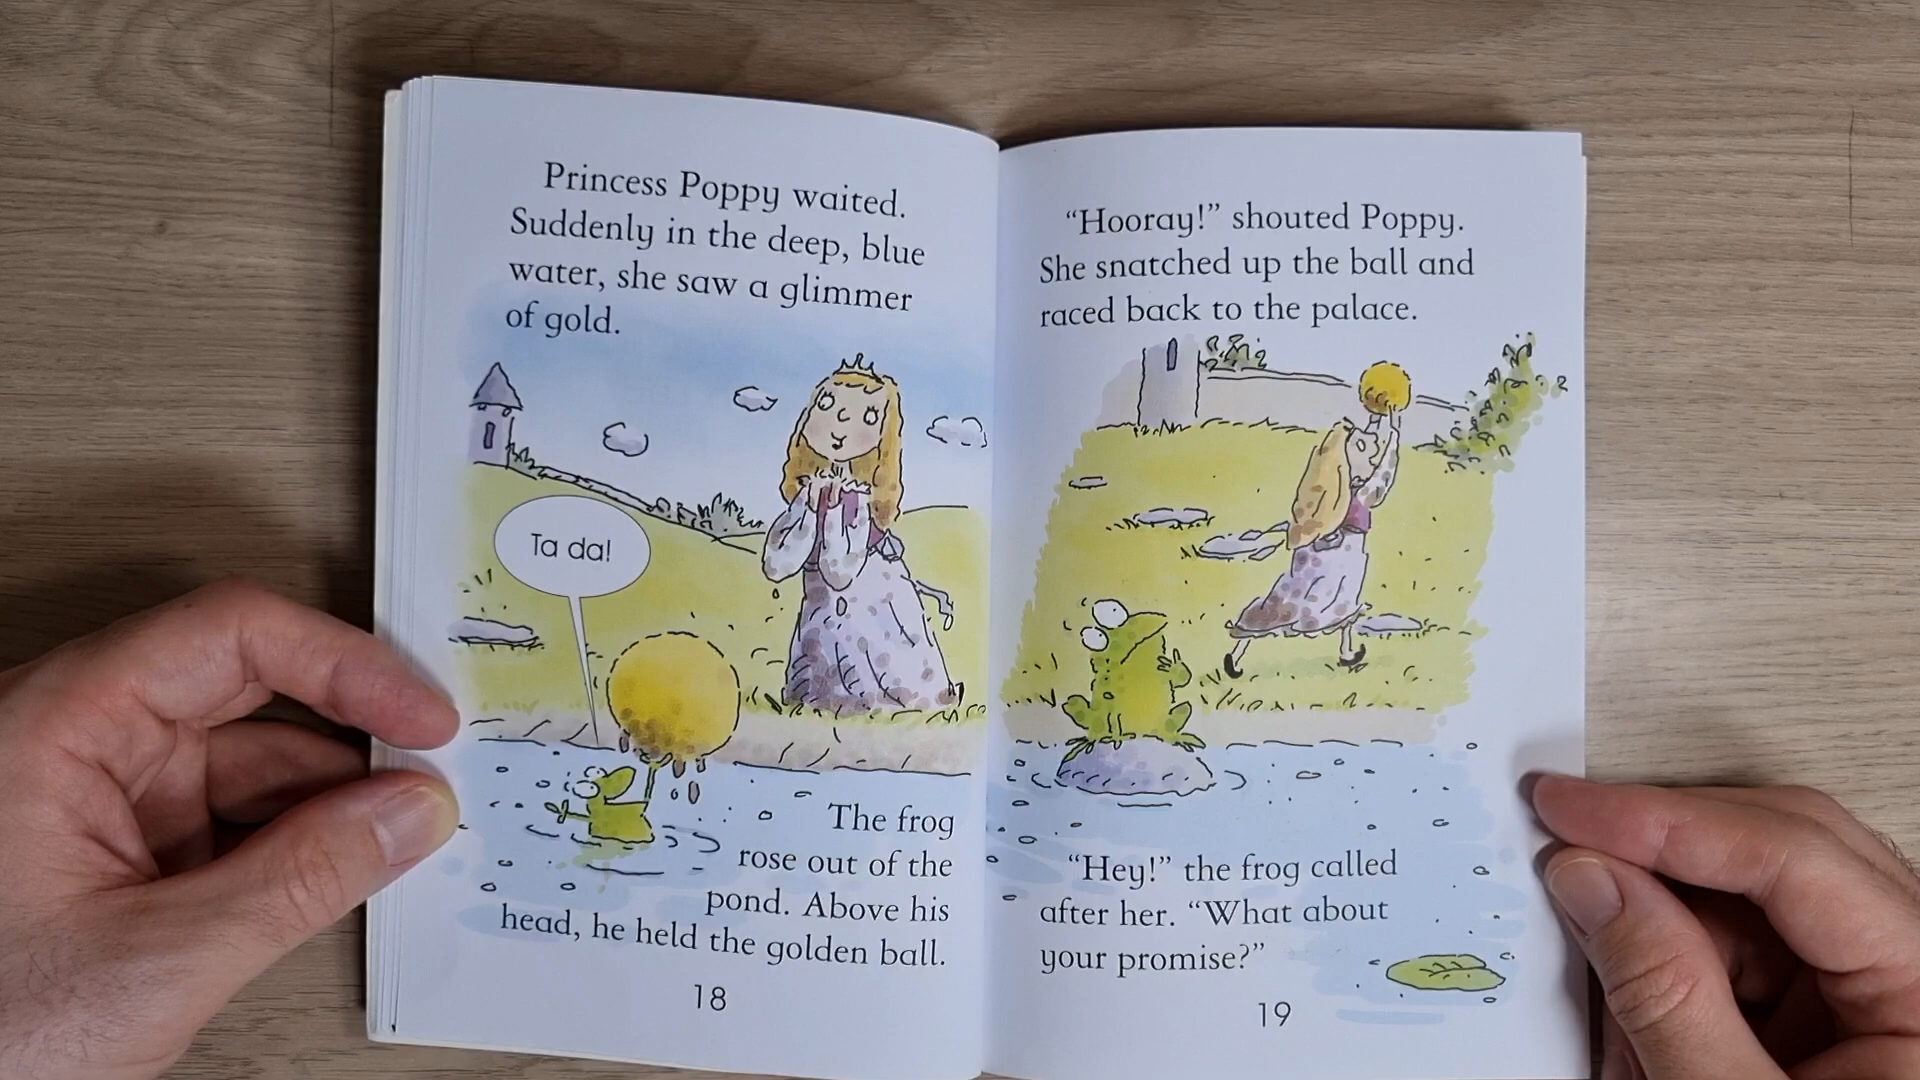 Princess Poppy waited.
Suddenly in the deep, blue
water, she saw a glimmer
of gold.
Ta da!
The frog
rose out of the
pond. Above his
head, he held the golden ball.
18
“Hooray!” shouted Poppy.
She snatched up the ball and
raced back to the palace.
“Hey!” the frog called
after her. “What about
your promise?”
19